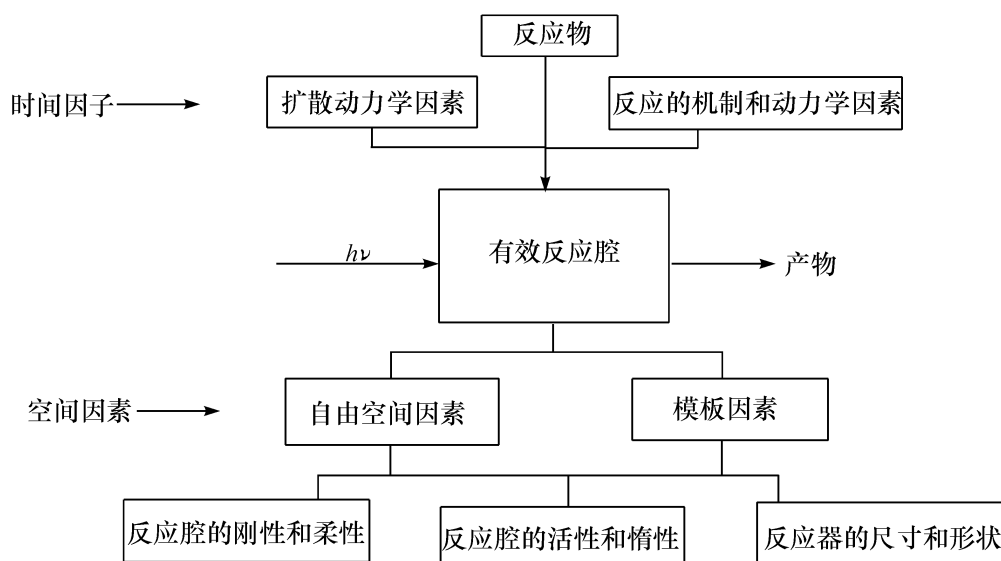 反应物
时间因子
扩散动力学因素
反应的机制和动力学因素
hν
有效反应腔
产物
空间因素
自由空间因素
模板因素
反应腔的刚性和柔性
反应腔的活性和惰性
反应器的尺寸和形状